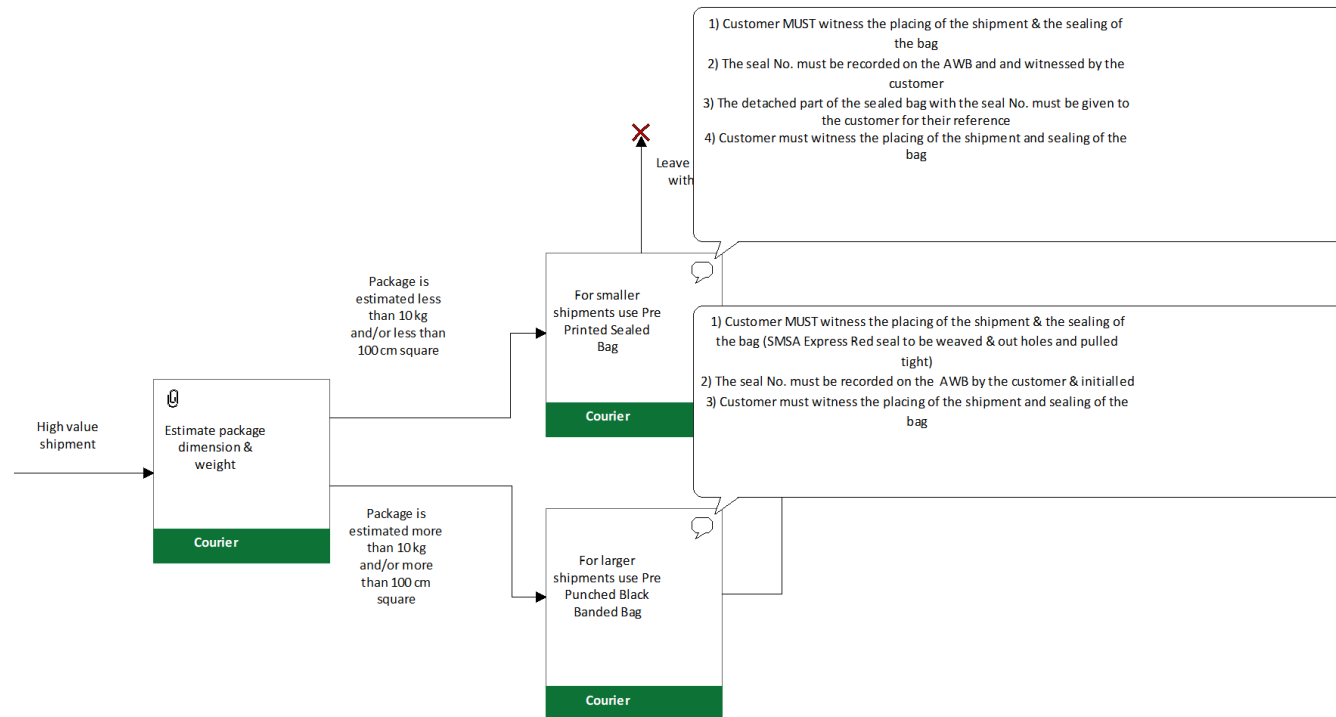 1) Customer MUST witness the placing of the shipment & the sealing of
the bag
2) The seal No. must be recorded on the AWB and and witnessed by the
customer
3) The detached part of the sealed bag with the seal No. must be given to
the customer for their reference
4) Customer must witness the placing of the shipment and sealing of the
bag
Leave
with
Package is
estimated less
than 10 kg
and/or less than
100 cm square
For smaller
shipments use Pre
Printed Sealed
Bag
Courier
1) Customer MUST witness the placing of the shipment & the sealing of
the bag (SMSA Express Red seal to be weaved & out holes and pulled
tight)
2) The seal No. must be recorded on the AWB by the customer & initialled
3) Customer must witness the placing of the shipment and sealing of the
bag
High value
shipment
Estimate package
dimension &
weight
Courier
Package is
estimated more
than 10 kg
and/or more
than 100 cm
square
For larger
shipments use Pre
Punched Black
Banded Bag
Courier